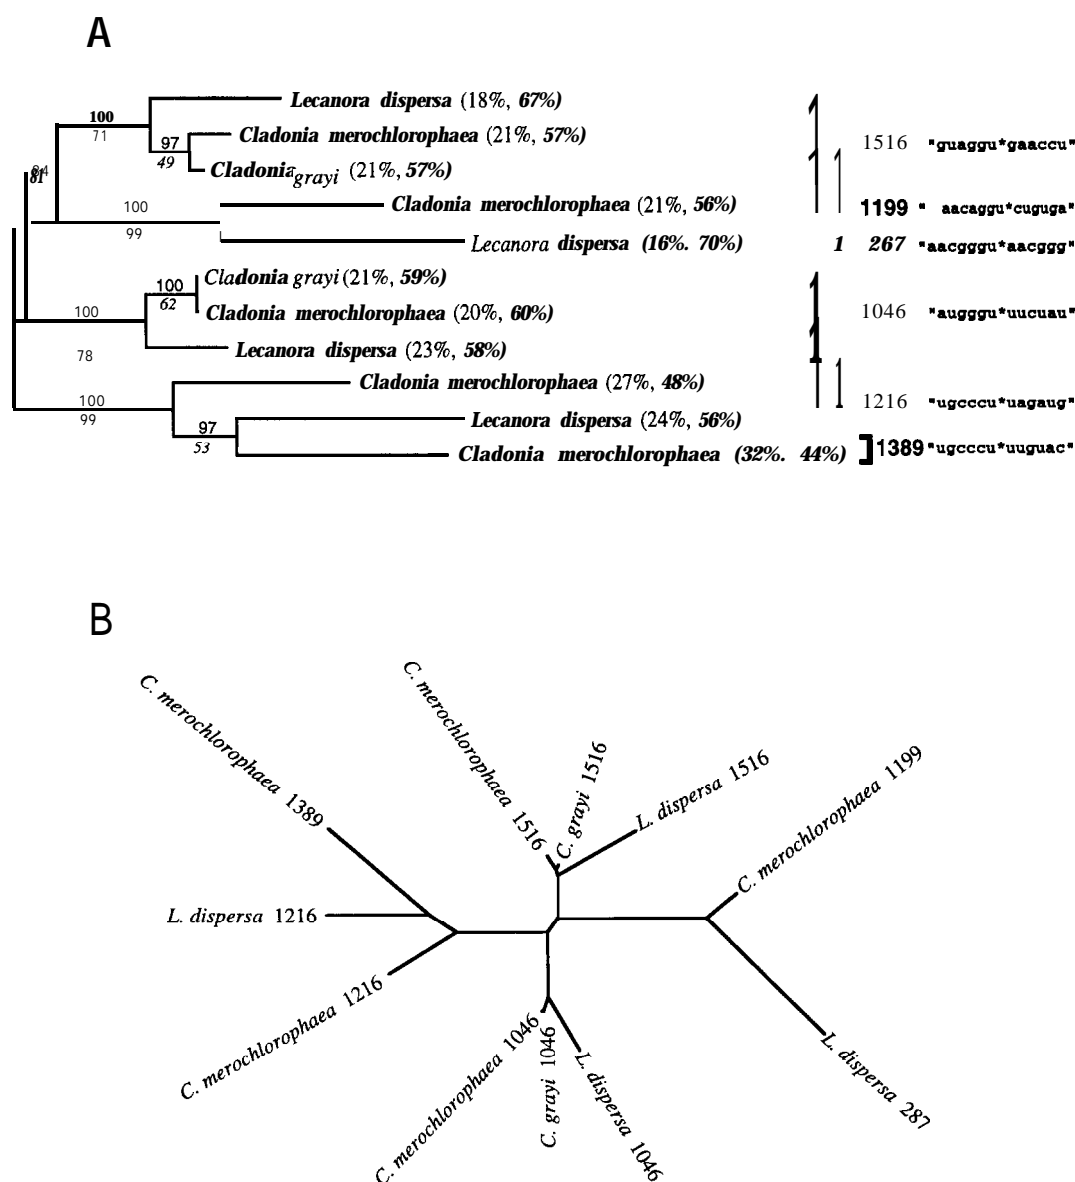 A
Lecanora dispersa (18%, 67%)
100
71
Cladonia merochlorophaea (21%, 57%)
97
49
1516 "guaggu*gaaccu"
Cladonia grayi (21%, 57%)
81
Cladonia merochlorophaea (21%, 56%)
100
99
1199 " aacaggu*cuguga"
Lecanora dispersa (16%. 70%)
1 267 "aacgggu*aacggg"
Cladonia grayi (21%, 59%)
100
62
Cladonia merochlorophaea (20%, 60%)
100
78
1046 "augggu*uucuau"
Lecanora dispersa (23%, 58%)
Cladonia merochlorophaea (27%, 48%)
100
99
1216 "ugcccu*uagaug"
Lecanora dispersa (24%, 56%)
97
53
Cladonia merochlorophaea (32%. 44%)
]1389 "ugcccu*uuguac"
B
C. merochlorophaea 1389
C. merochlorophaea 1516
C. grayi 1516
L. dispersa 1516
C. merochlorophaea 1199
L. dispersa 1216
C. merochlorophaea 1216
C. merochlorophaea 1046
C. grayi 1046
L. dispersa 1046
L. dispersa 287